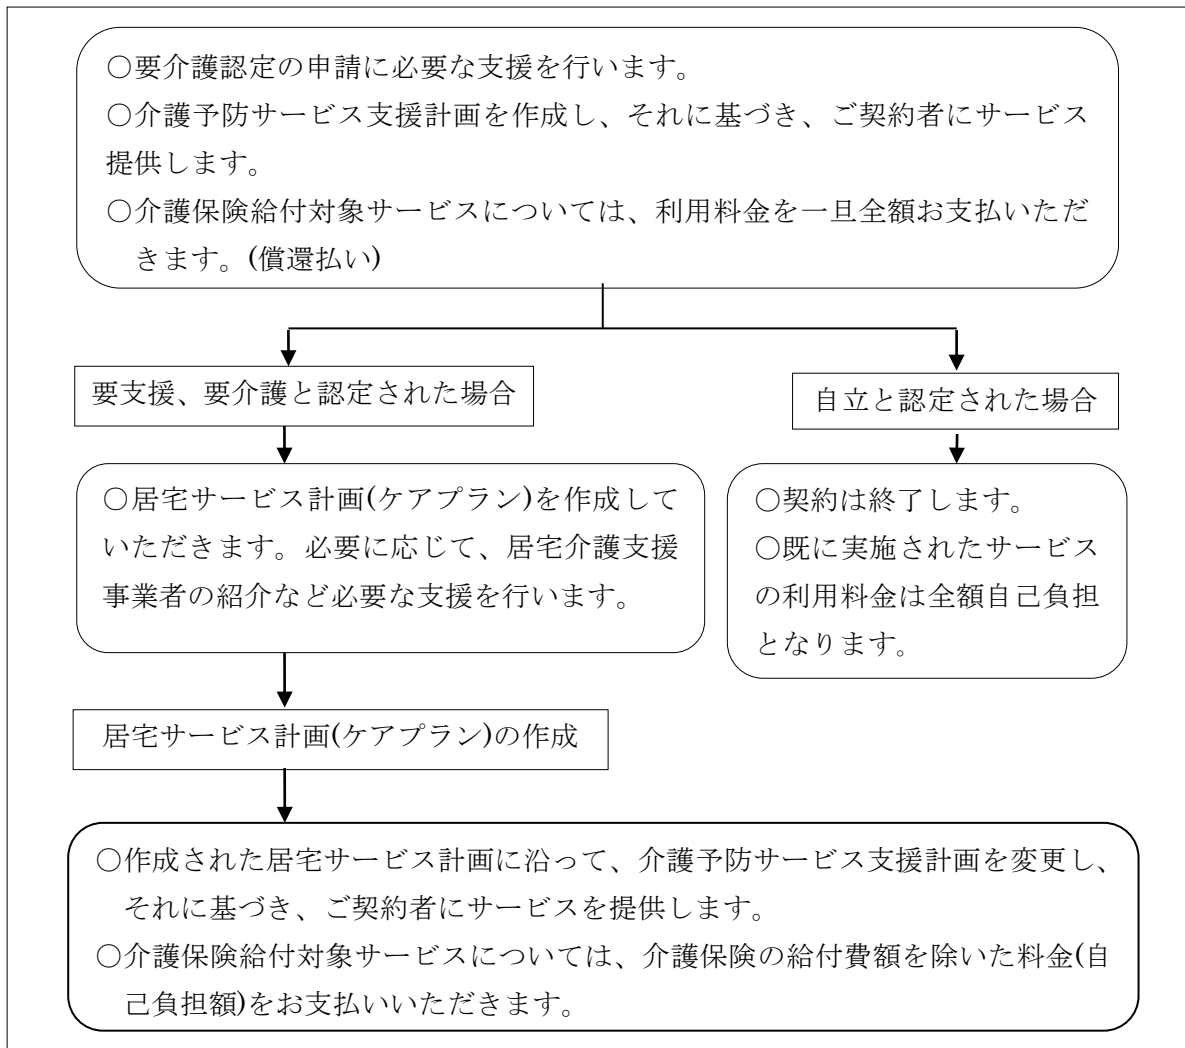 ○要介護認定の申請に必要な支援を行います。
○介護予防サービス支援計画を作成し、それに基づき、ご契約者にサービス
提供します。
○介護保険給付対象サービスについては、利用料金を一旦全額お支払いただ
きます。(償還払い)
要支援、要介護と認定された場合
自立と認定された場合
○居宅サービス計画(ケアプラン)を作成して
いただきます。必要に応じて、居宅介護支援
事業者の紹介など必要な支援を行います。
○契約は終了します。
○既に実施されたサービス
の利用料金は全額自己負担
となります。
居宅サービス計画(ケアプラン)の作成
○作成された居宅サービス計画に沿って、介護予防サービス支援計画を変更し、
それに基づき、ご契約者にサービスを提供します。
○介護保険給付対象サービスについては、介護保険の給付費額を除いた料金(自
己負担額)をお支払いいただきます。